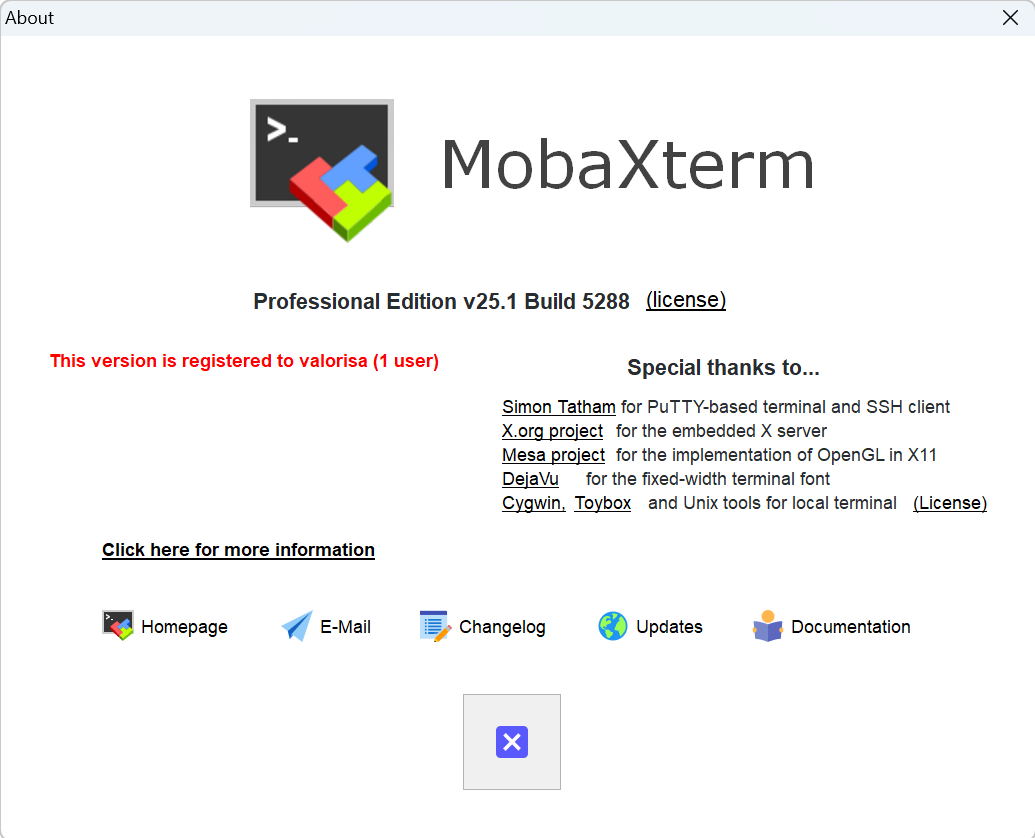 About
>_
MobaXterm
Professional Edition v25.1 Build 5288 (license)
This version is registered to valorisa (1 user)
Special thanks to...
Simon Tatham for PuTTY-based terminal and SSH client
X.org project for the embedded X server
Mesa project for the implementation of OpenGL in X11
DejaVu for the fixed-width terminal font
Cygwin, Toybox and Unix tools for local terminal (License)
Click here for more information
Homepage E-Mail Changelog Updates Documentation